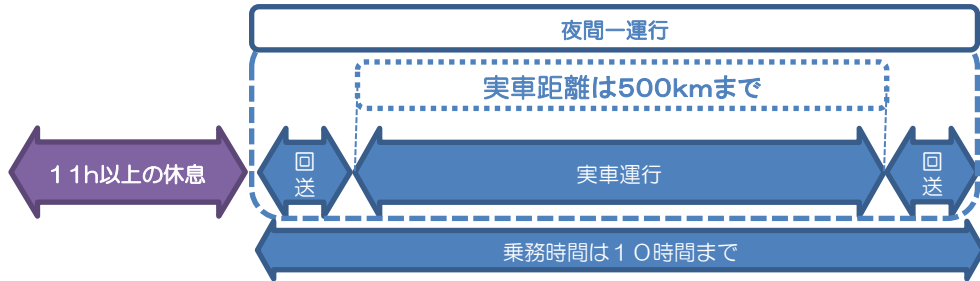 夜間一運行
実車距離は500kmまで
11h以上の休息
回送
実車運行
回送
乗務時間は10時間まで